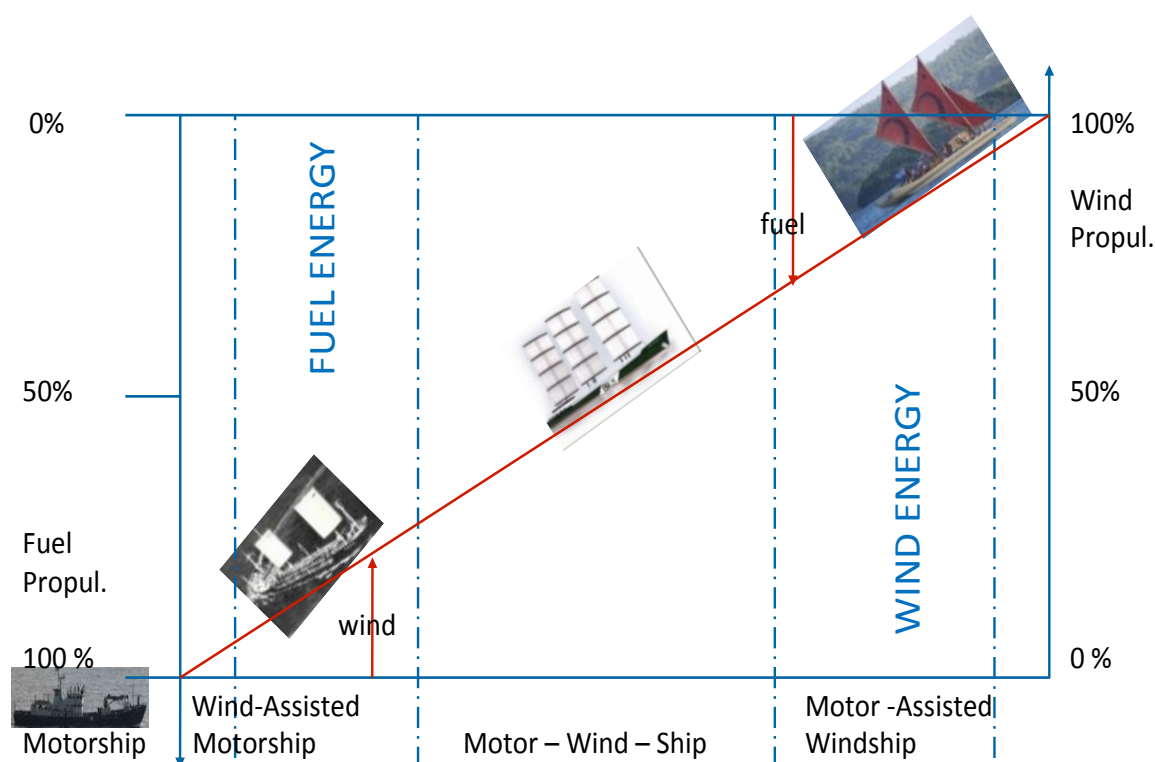 0%
100%
FUEL ENERGY
Wind
Propul.
fuel
50%
50%
WIND ENERGY
Fuel
Propul.
wind
100 %
0 %
Wind-Assisted
Motorship
Motorship
Motor – Wind – Ship
Motor -Assisted
Windship